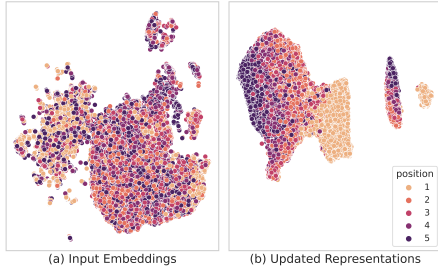 position
1
2
3
4
5
(a) Input Embeddings
(b) Updated Representations